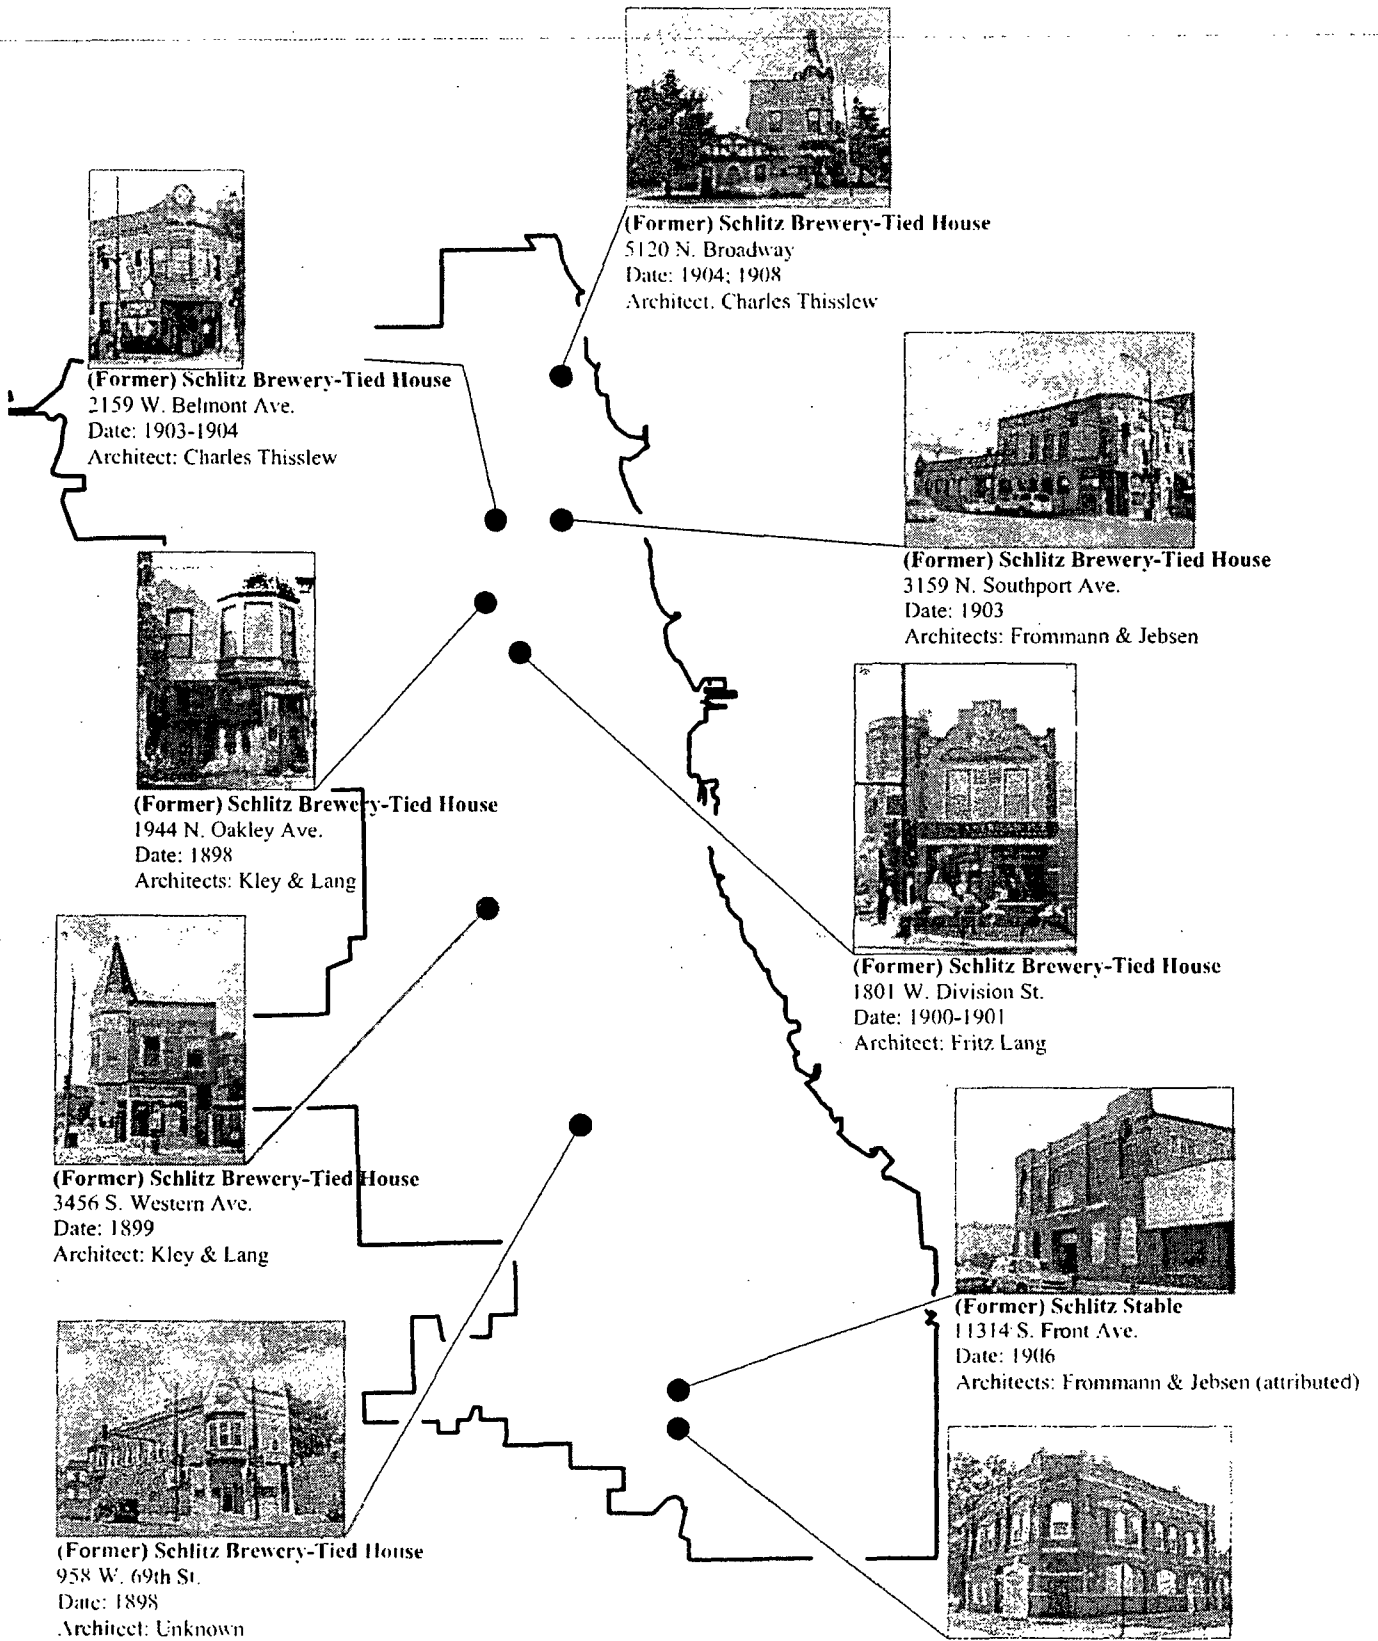 (Former) Schlitz Brewery-Tied House
5120 N. Broadway
Date: 1904; 1908
Architect. Charles Thisslew
(Former) Schlitz Brewery-Tied House
2159 W. Belmont Ave.
Date: 1903-1904
Architect: Charles Thisslew
(Former) Schlitz Brewery-Tied House
3159 N. Southport Ave.
Date: 1903
Architects: Frommann & Jebsen
(Former) Schlitz Brewery-Tied House
1944 N. Oakley Ave.
Date: 1898
Architects: Kley & Lang
(Former) Schlitz Brewery-Tied House
1801 W. Division St.
Date: 1900-1901
Architect: Fritz Lang
(Former) Schlitz Brewery-Tied House
3456 S. Western Ave.
Date: 1899
Architect: Kley & Lang
(Former) Schlitz Stable
11314 S. Front Ave.
Date: 1906
Architects: Frommann & Jebsen (attributed)
(Former) Schlitz Brewery-Tied House
958 W. 69th St.
Date: 1898
Architect: Unknown